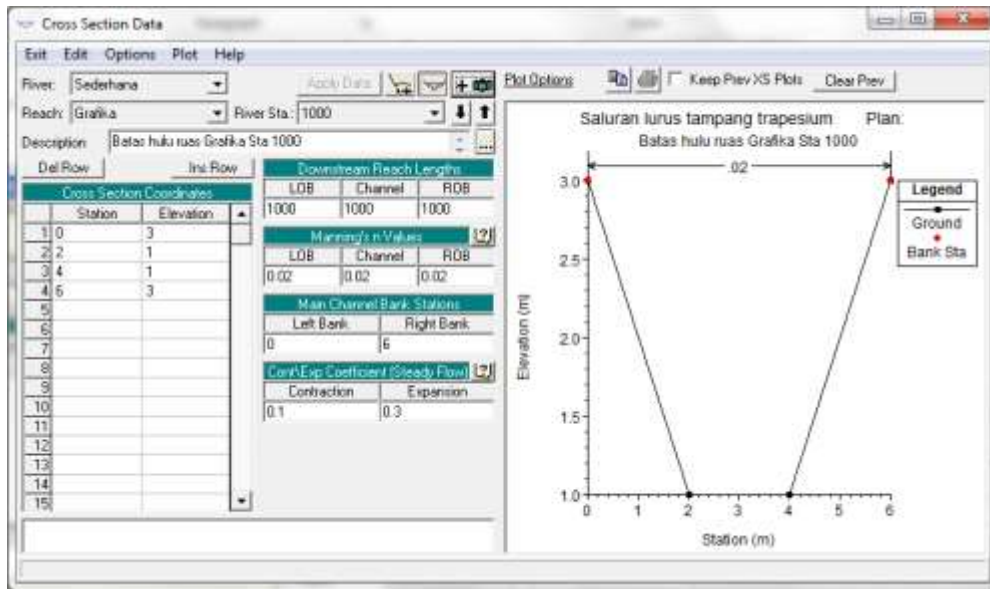 Cross Section Data
Exit Edit Options Plot Help
River: Sederhana
Apply Data
Plot Options
Keep Prev XS Plots
Clear Prev
Reach: Grafika
River Sta.: 1000
Description Batas hulu ruas Grafika Sta 1000
...
Del Row
Ins Row
Cross Section Coordinates
Station Elevation
1 0 3
2 2 1
3 4 1
4 6 3
5
6
7
8
9
10
11
12
13
14
15
Downstream Reach Lengths
LOB Channel ROB
1000 1000 1000
Manning's n Values
LOB Channel ROB
0.02 0.02 0.02
Main Channel Bank Stations
Left Bank Right Bank
0 6
Cont\Exp Coefficient (Steady Flow)
Contraction Expansion
0.1 0.3
Saluran lurus tampang trapesium Plan:
Batas hulu ruas Grafika Sta 1000
.02
3.0
2.5
2.0
1.5
1.0
Elevation (m)
0 1 2 3 4 5 6
Station (m)
Legend
Ground
Bank Sta